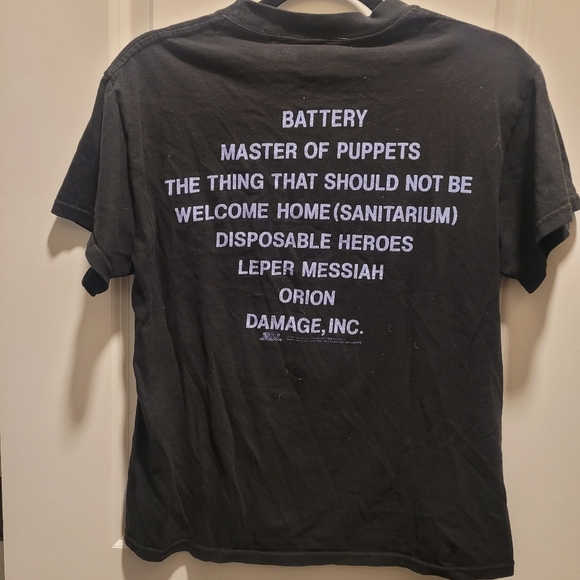 BATTERY
MASTER OF PUPPETS
THE THING THAT SHOULD NOT BE
WELCOME HOME(SANITARIUM)
DISPOSABLE HEROES
LEPER MESSIAH
ORION
DAMAGE, INC.